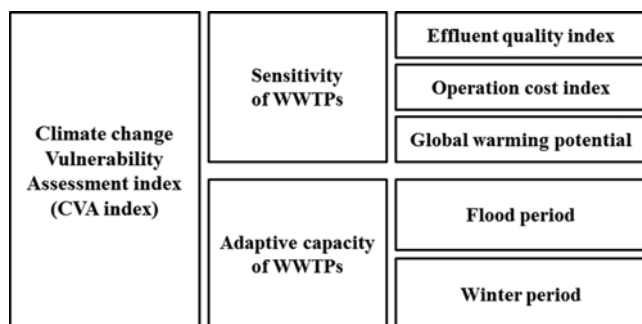 Climate change
Vulnerability
Assessment index
(CVA index)
Sensitivity
of WWTPs
Effluent quality index
Operation cost index
Global warming potential
Adaptive capacity
of WWTPs
Flood period
Winter period